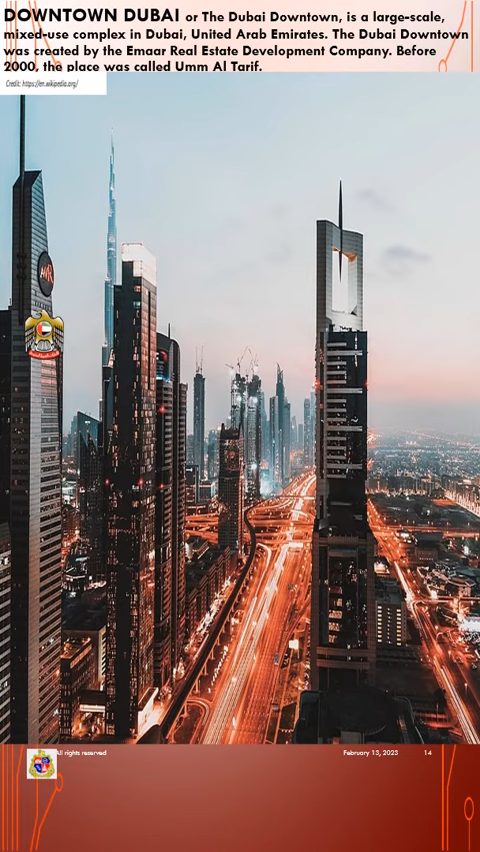 DOWNTOWN DUBAI or The Dubai Downtown, is a large-scale,
mixed-use complex in Dubai, United Arab Emirates. The Dubai Downtown
was created by the Emaar Real Estate Development Company. Before
2000, the place was called Umm Al Tarif.
Credit: https://en.wikipedia.org/
All rights reserved
February 13, 2023
14